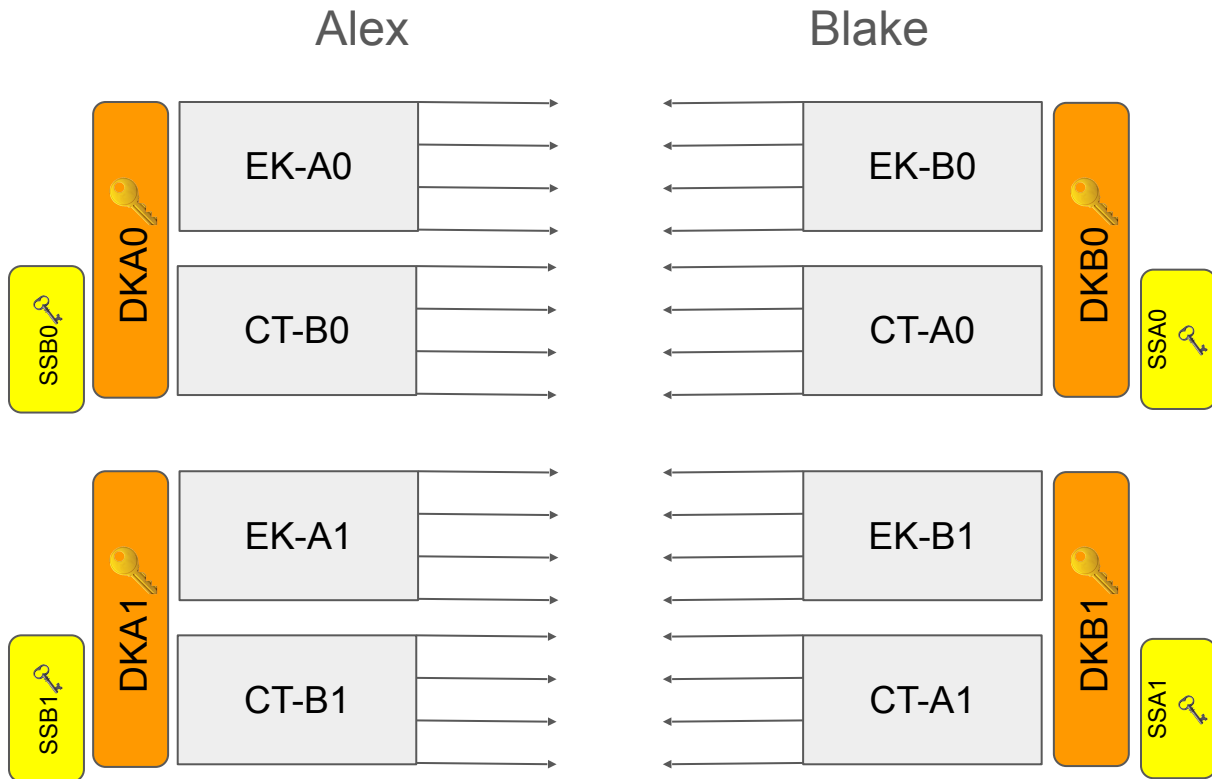 Alex
Blake
EK-A0
EK-B0
DKA0
DKB0
CT-B0
CT-A0
SSB0
SSA0
EK-A1
EK-B1
DKA1
DKB1
CT-B1
CT-A1
SSB1
SSA1